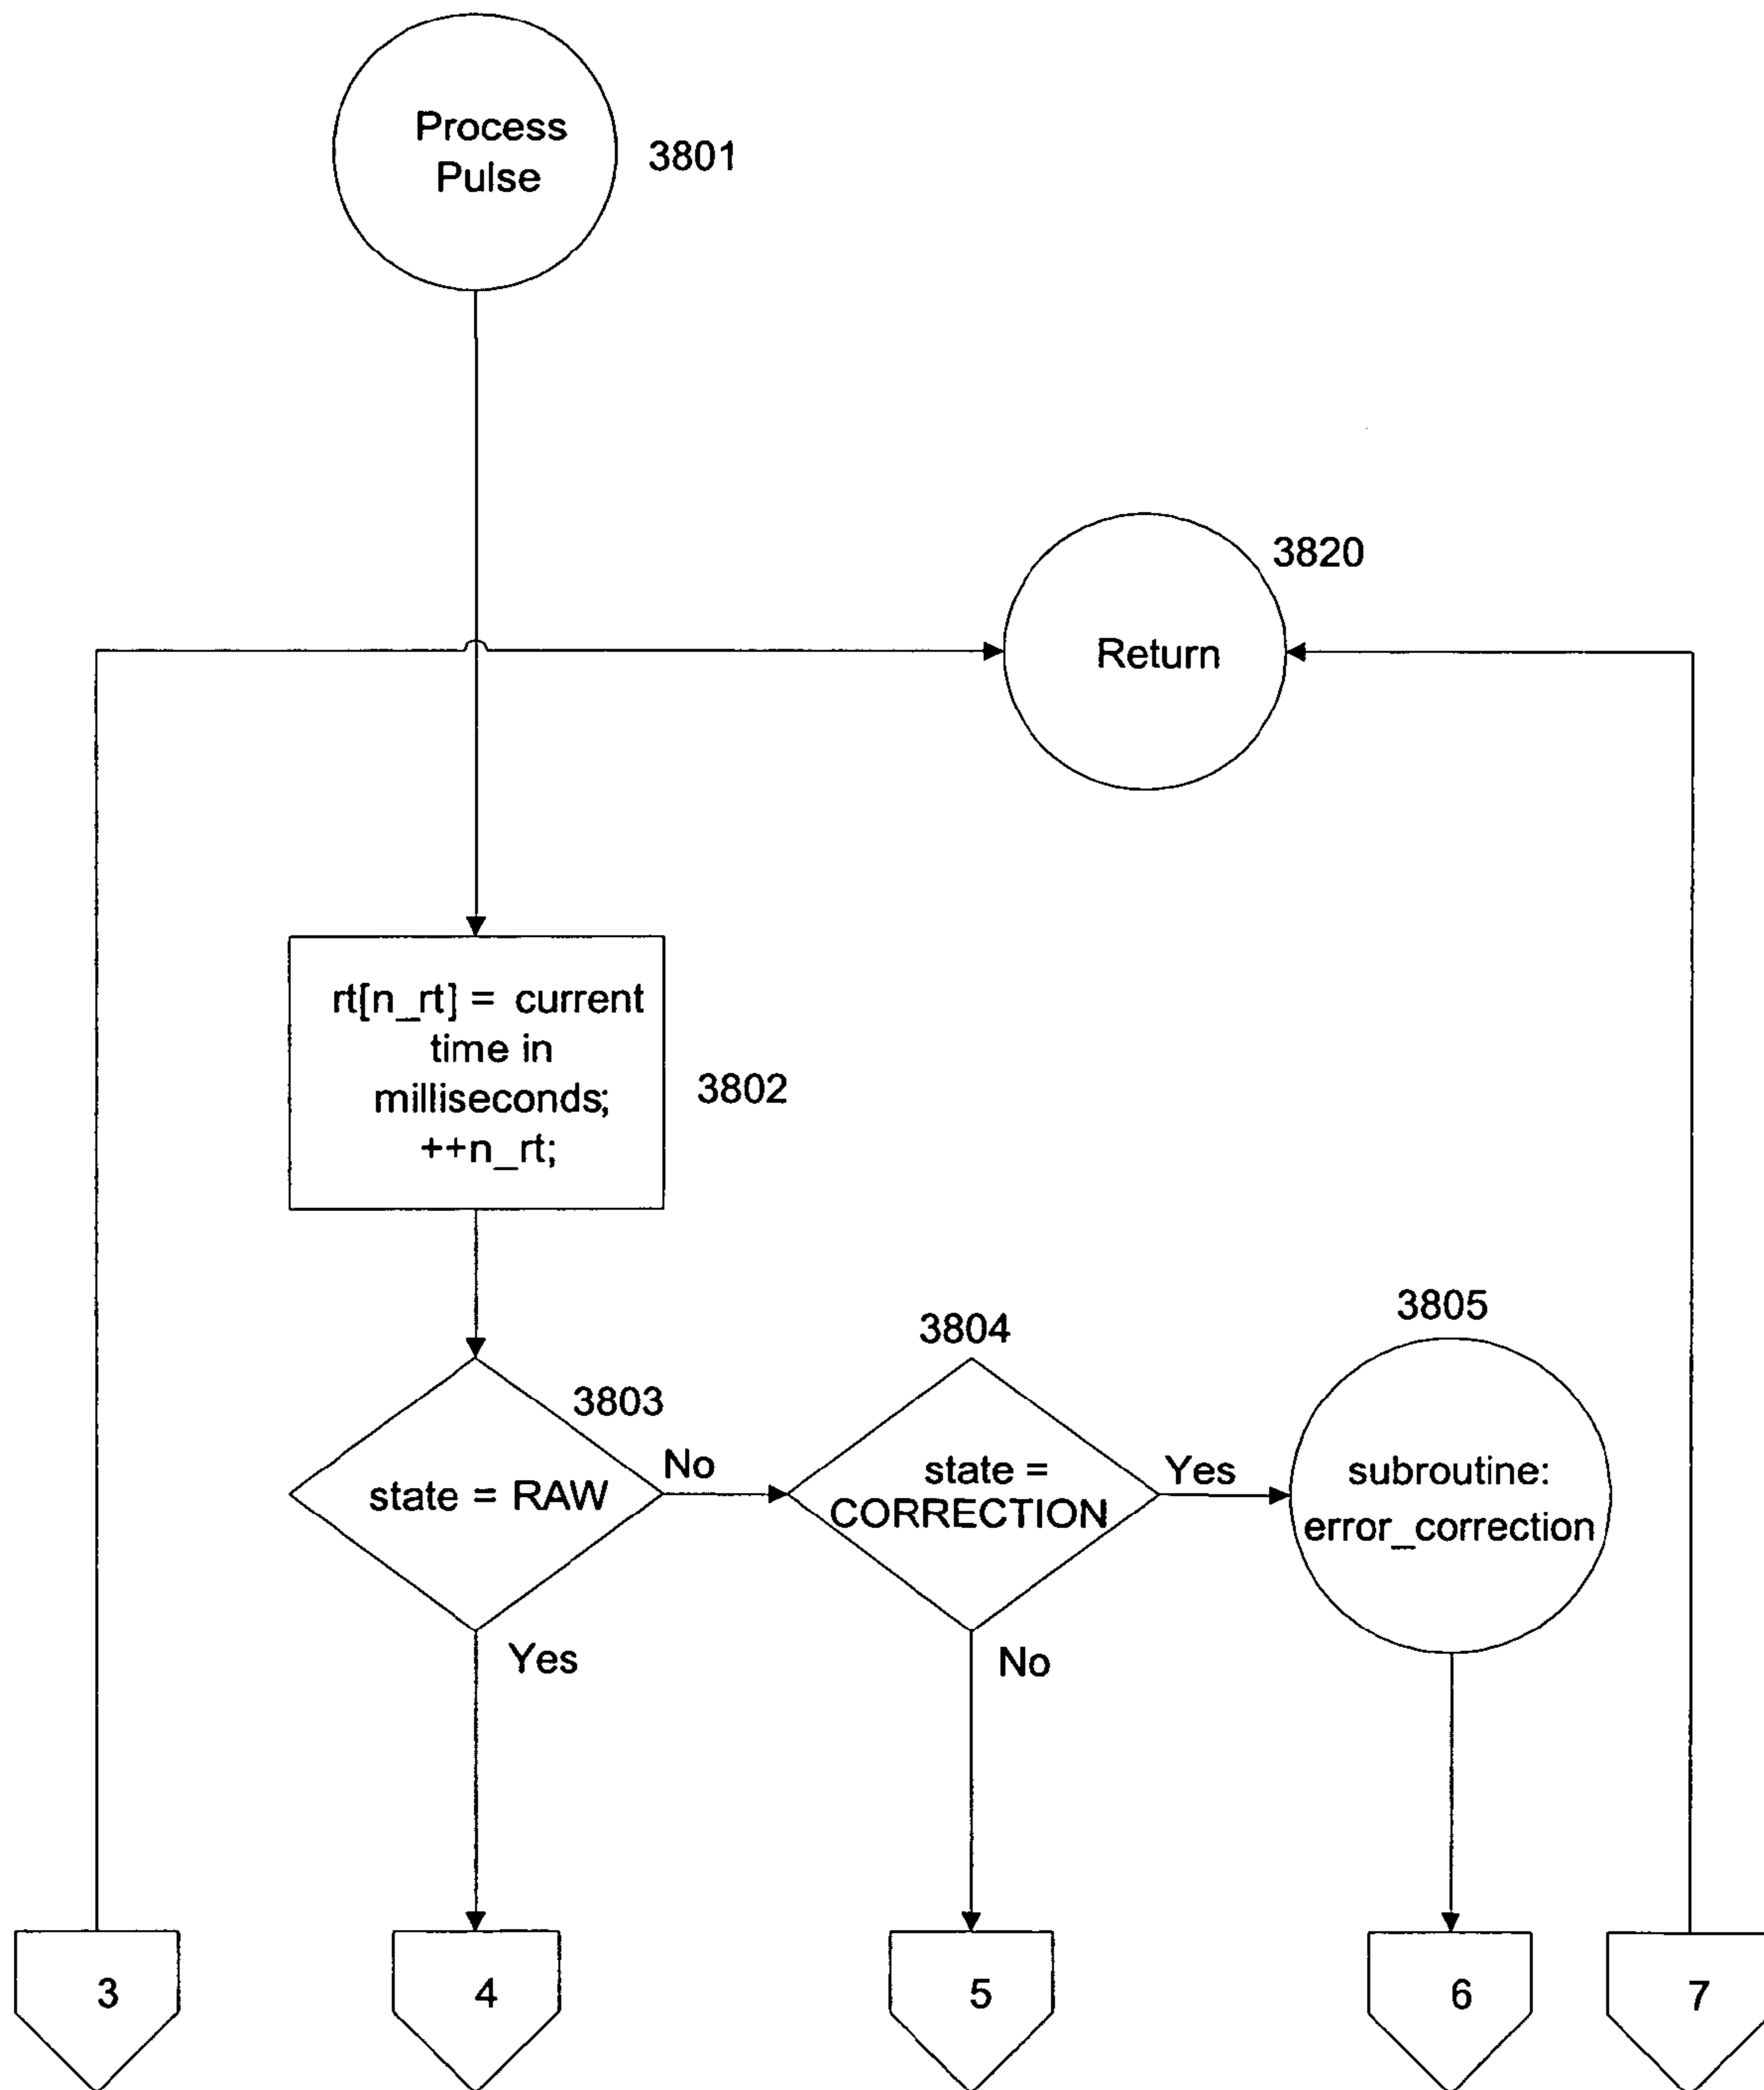 Process
Pulse
3801
3820
Return
rt[n_rt] = current
time in
milliseconds;
++n_rt;
3802
3803
state = RAW
No
Yes
3804
state =
CORRECTION
Yes
No
3805
subroutine:
error_correction
3
4
5
6
7